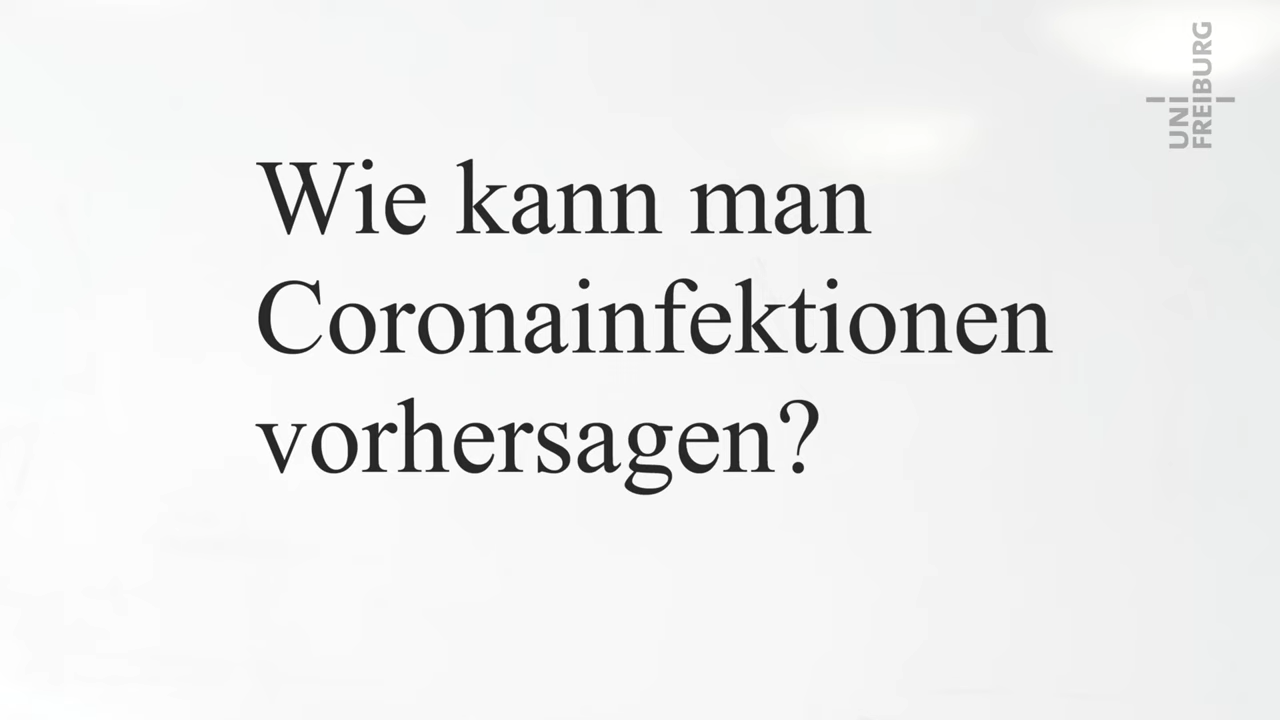 Wie kann man
Coronainfektionen
vorhersagen?
UNI
FREIBURG